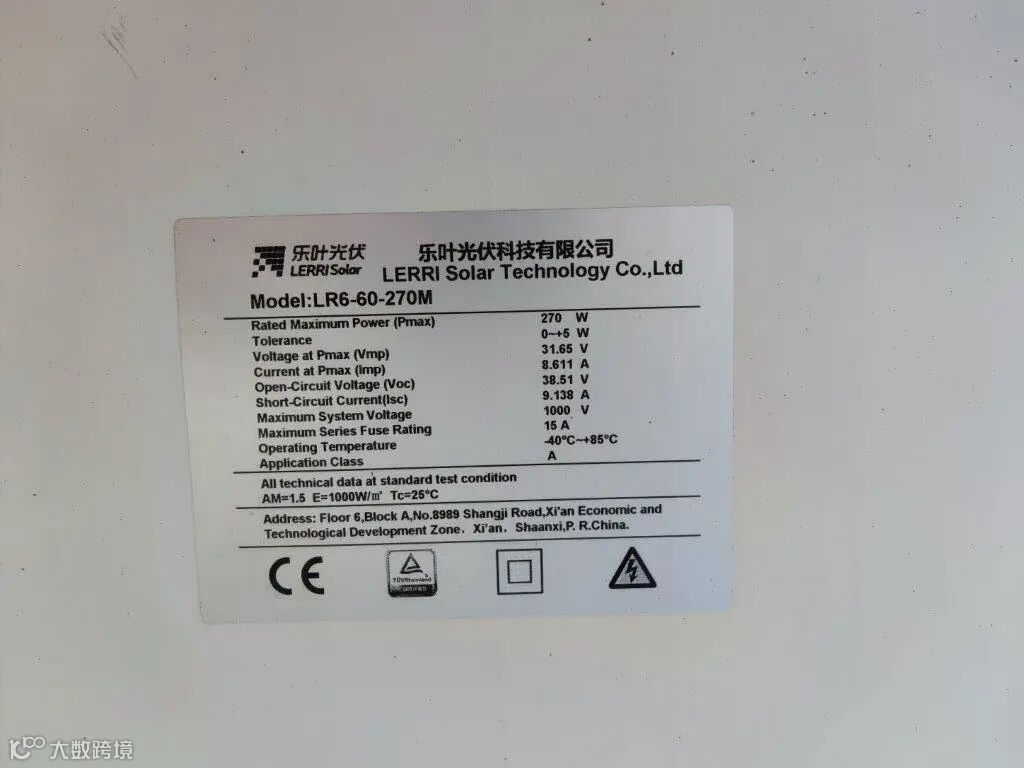 乐叶光伏
LERRI Solar
乐叶光伏科技有限公司
LERRI Solar Technology Co.,Ltd
Model:LR6-60-270M
Rated Maximum Power (Pmax) 270 W
Tolerance 0~+5 W
Voltage at Pmax (Vmp) 31.65 V
Current at Pmax (Imp) 8.611 A
Open-Circuit Voltage (Voc) 38.51 V
Short-Circuit Current(Isc) 9.138 A
Maximum System Voltage 1000 V
Maximum Series Fuse Rating 15 A
Operating Temperature -40℃~+85℃
Application Class A
All technical data at standard test condition
AM=1.5 E=1000W/㎡ Tc=25℃
Address: Floor 6,Block A,No.8989 Shangji Road,Xi'an Economic and
Technological Development Zone，Xi'an，Shaanxi,P. R.China.
CE
TÜVRheinland
CERTIFIED
大数跨境